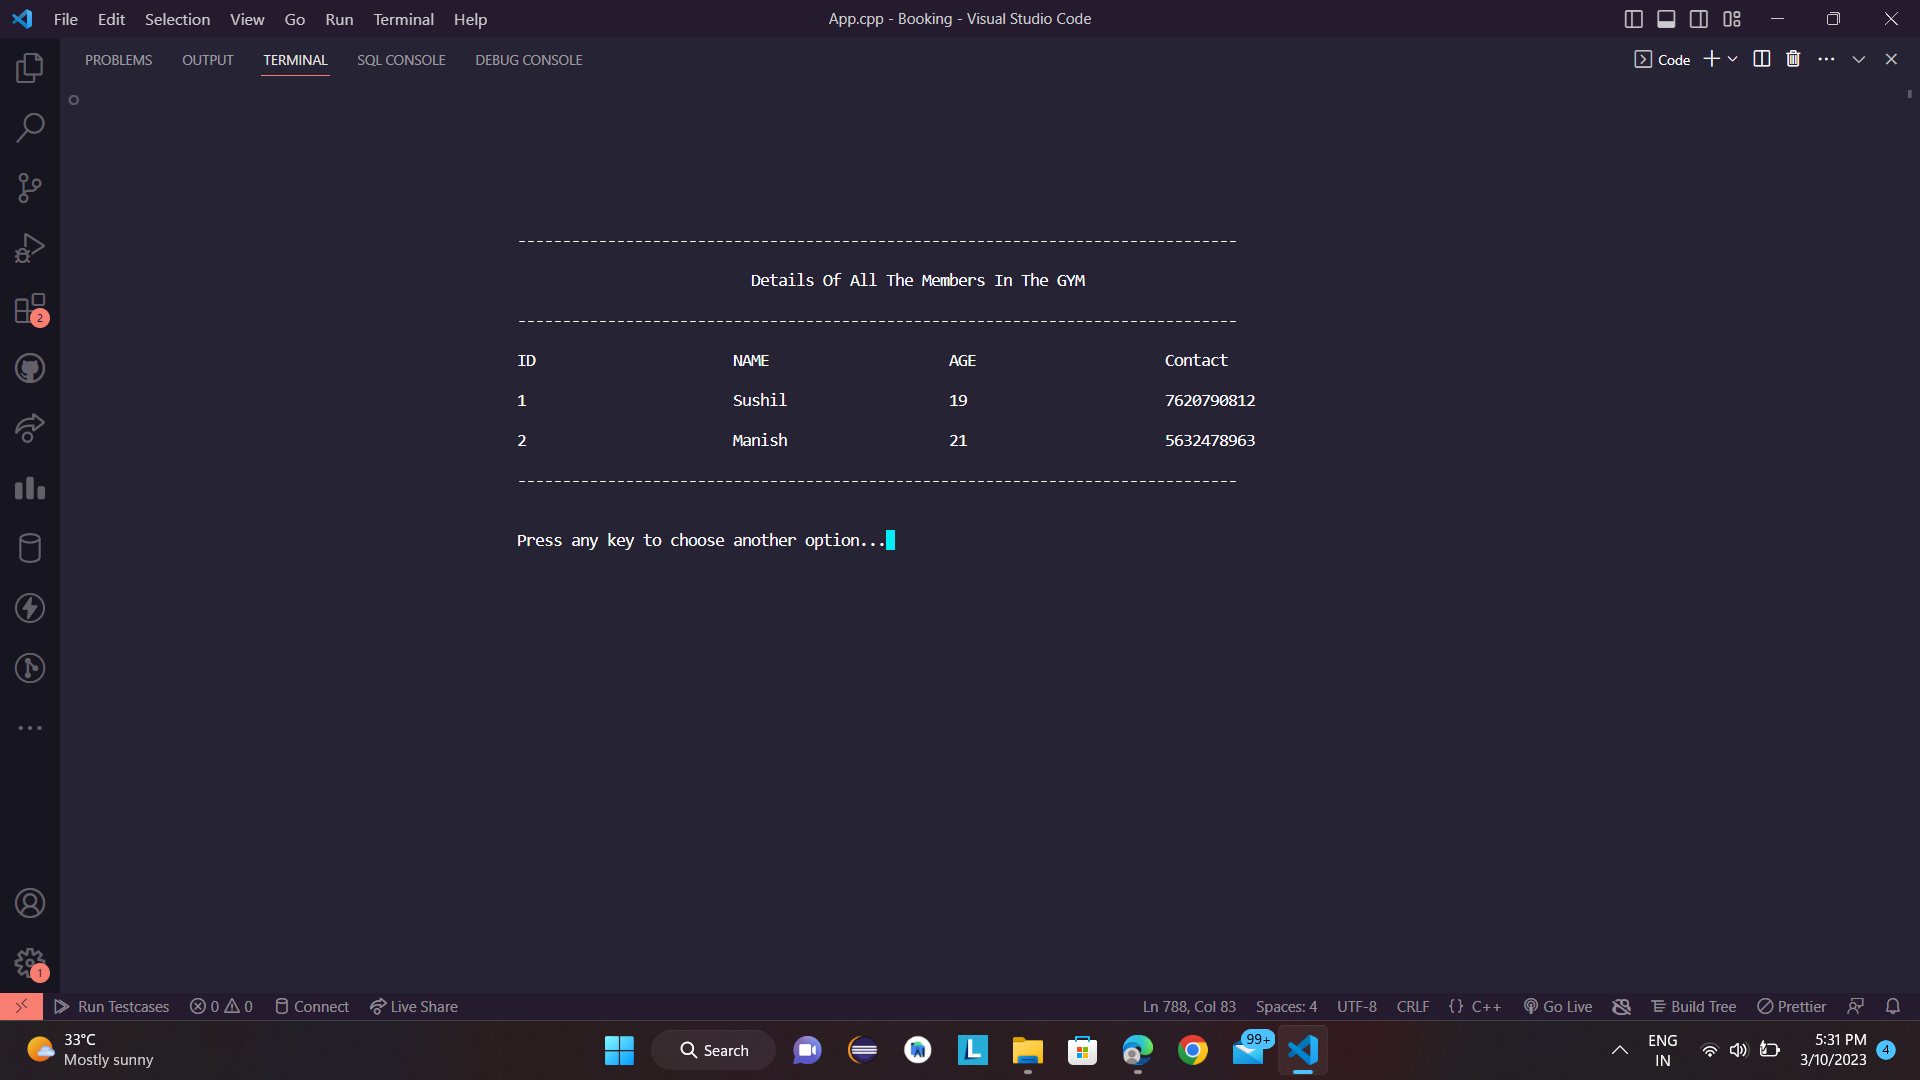 File Edit Selection View Go Run Terminal Help App.cpp - Booking - Visual Studio Code
PROBLEMS OUTPUT TERMINAL SQL CONSOLE DEBUG CONSOLE Code
--------------------------------------------------------------------------------
Details Of All The Members In The GYM
--------------------------------------------------------------------------------
ID NAME AGE Contact
1 Sushil 19 7620790812
2 Manish 21 5632478963
--------------------------------------------------------------------------------
Press any key to choose another option...
2
1
Run Testcases 0 0 Connect Live Share Ln 788, Col 83 Spaces: 4 UTF-8 CRLF {} C++ Go Live Build Tree Prettier
33°C
Mostly sunny
Search
L
99+
ENG
IN
5:31 PM
3/10/2023
4